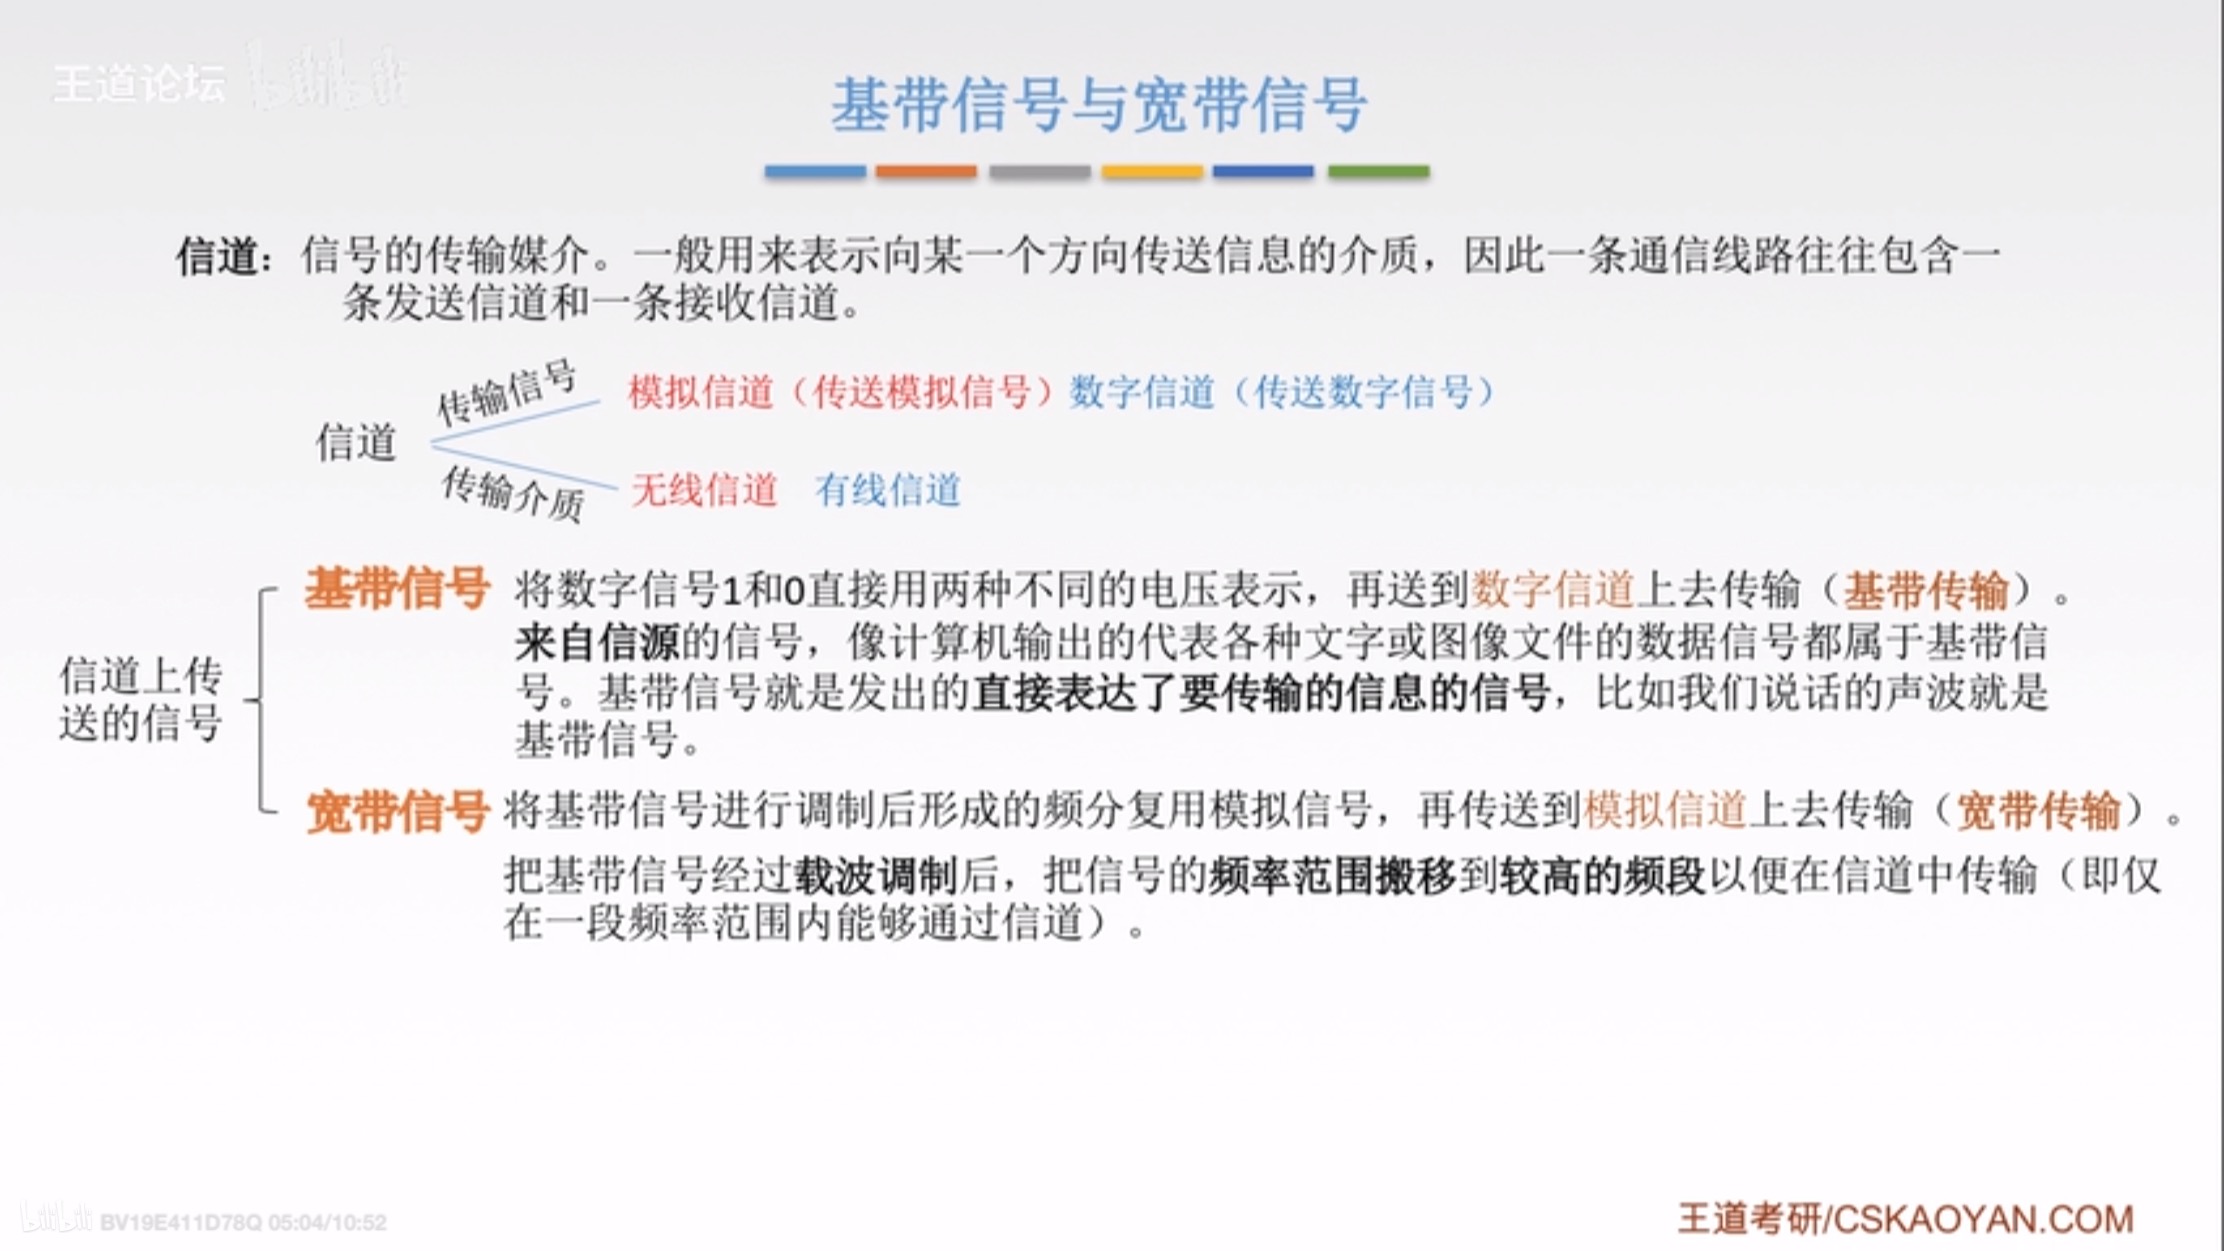 王道论坛 bilibili
基带信号与宽带信号
信道：信号的传输媒介。一般用来表示向某一个方向传送信息的介质，因此一条通信线路往往包含一
条发送信道和一条接收信道。
传输信号
模拟信道（传送模拟信号）数字信道（传送数字信号）
信道
传输介质
无线信道 有线信道
信道上传
送的信号
基带信号 将数字信号1和0直接用两种不同的电压表示，再送到数字信道上去传输（基带传输）。
来自信源的信号，像计算机输出的代表各种文字或图像文件的数据信号都属于基带信
号。基带信号就是发出的直接表达了要传输的信息的信号，比如我们说话的声波就是
基带信号。
宽带信号 将基带信号进行调制后形成的频分复用模拟信号，再传送到模拟信道上去传输（宽带传输）。
把基带信号经过载波调制后，把信号的频率范围搬移到较高的频段以便在信道中传输（即仅
在一段频率范围内能够通过信道）。
bilibili BV19E411D78Q 05:04/10:52
王道考研/CSKAOYAN.COM